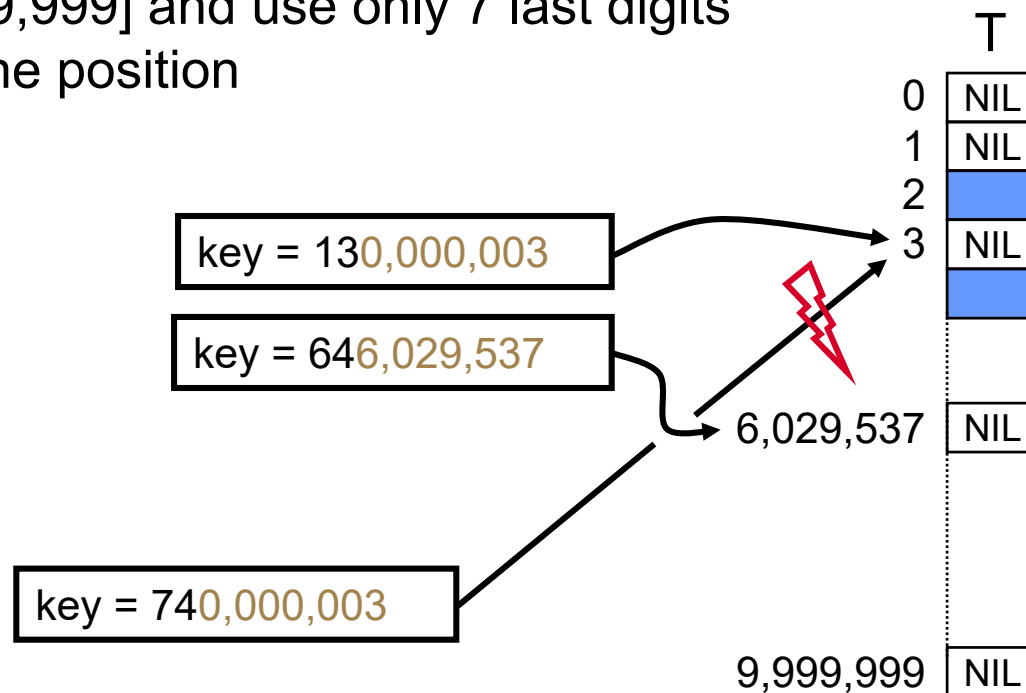 9,999] and use only 7 last digits
ne position
T
0 NIL
1 NIL
2
3 NIL
key = 130,000,003
key = 646,029,537
6,029,537 NIL
key = 740,000,003
9,999,999 NIL